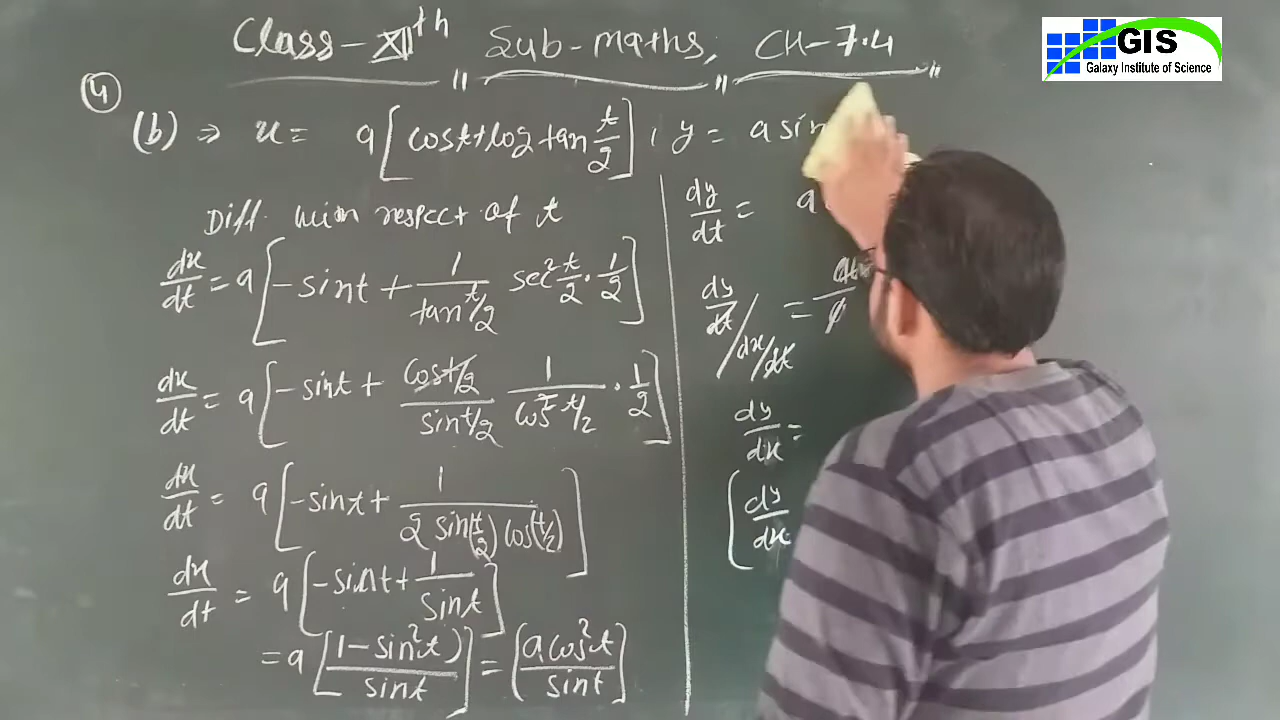 Class-XIIth Sub-maths, CH-7.4
GIS
Galaxy Institute of Science
(4)
(b) ⇒ x = a[cost+log tan t/2] , y = a sin
Diff. with respect of t
dx/dt = a[-sint + 1/tan t/2 sec² t/2 · 1/2]
dx/dt = a[-sint + cost/2/sint/2 1/cos² t/2 · 1/2]
dx/dt = a[-sint + 1/2 sin(t/2) cos(t/2)]
dx/dt = a[-sint + 1/sint]
= a[1-sin²t)/sint] = [a cos²t/sint]
dy/dt = a
dy/dt/dx/dt =
dy/dx =
[dy/dx